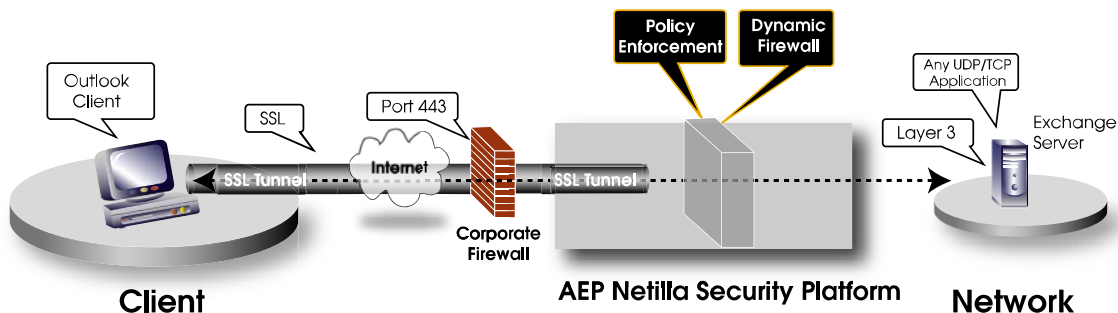 Policy
Enforcement
Dynamic
Firewall
Outlook
Client
SSL
Port 443
Any UDP/TCP
Application
Layer 3
Exchange
Server
Internet
SSL Tunnel
SSL Tunnel
Corporate
Firewall
Client
AEP Netilla Security Platform
Network